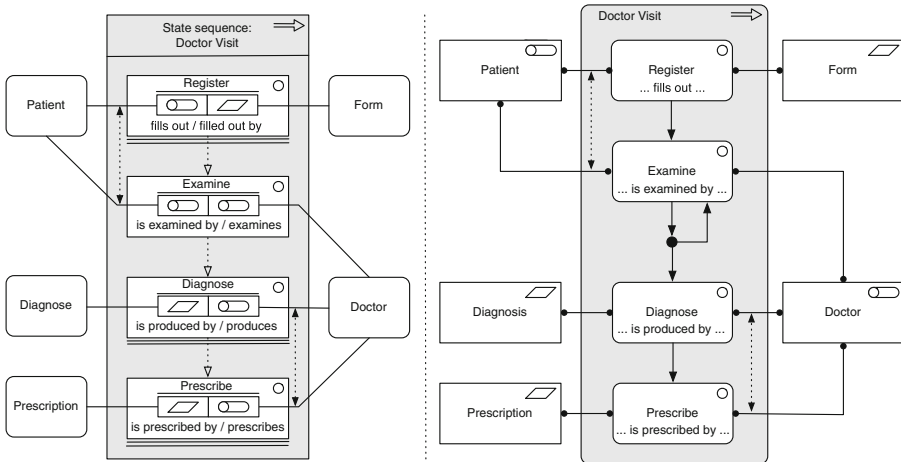 State sequence:
Doctor Visit
Register
Patient
Form
fills out / filled out by
Examine
is examined by / examines
Diagnose
Diagnose
Doctor
is produced by / produces
Prescribe
Prescription
is prescribed by / prescribes
Doctor Visit
Patient
Register
... fills out ...
Form
Examine
... is examined by ...
Diagnosis
Diagnose
... is produced by ...
Doctor
Prescription
Prescribe
... is prescribed by ...